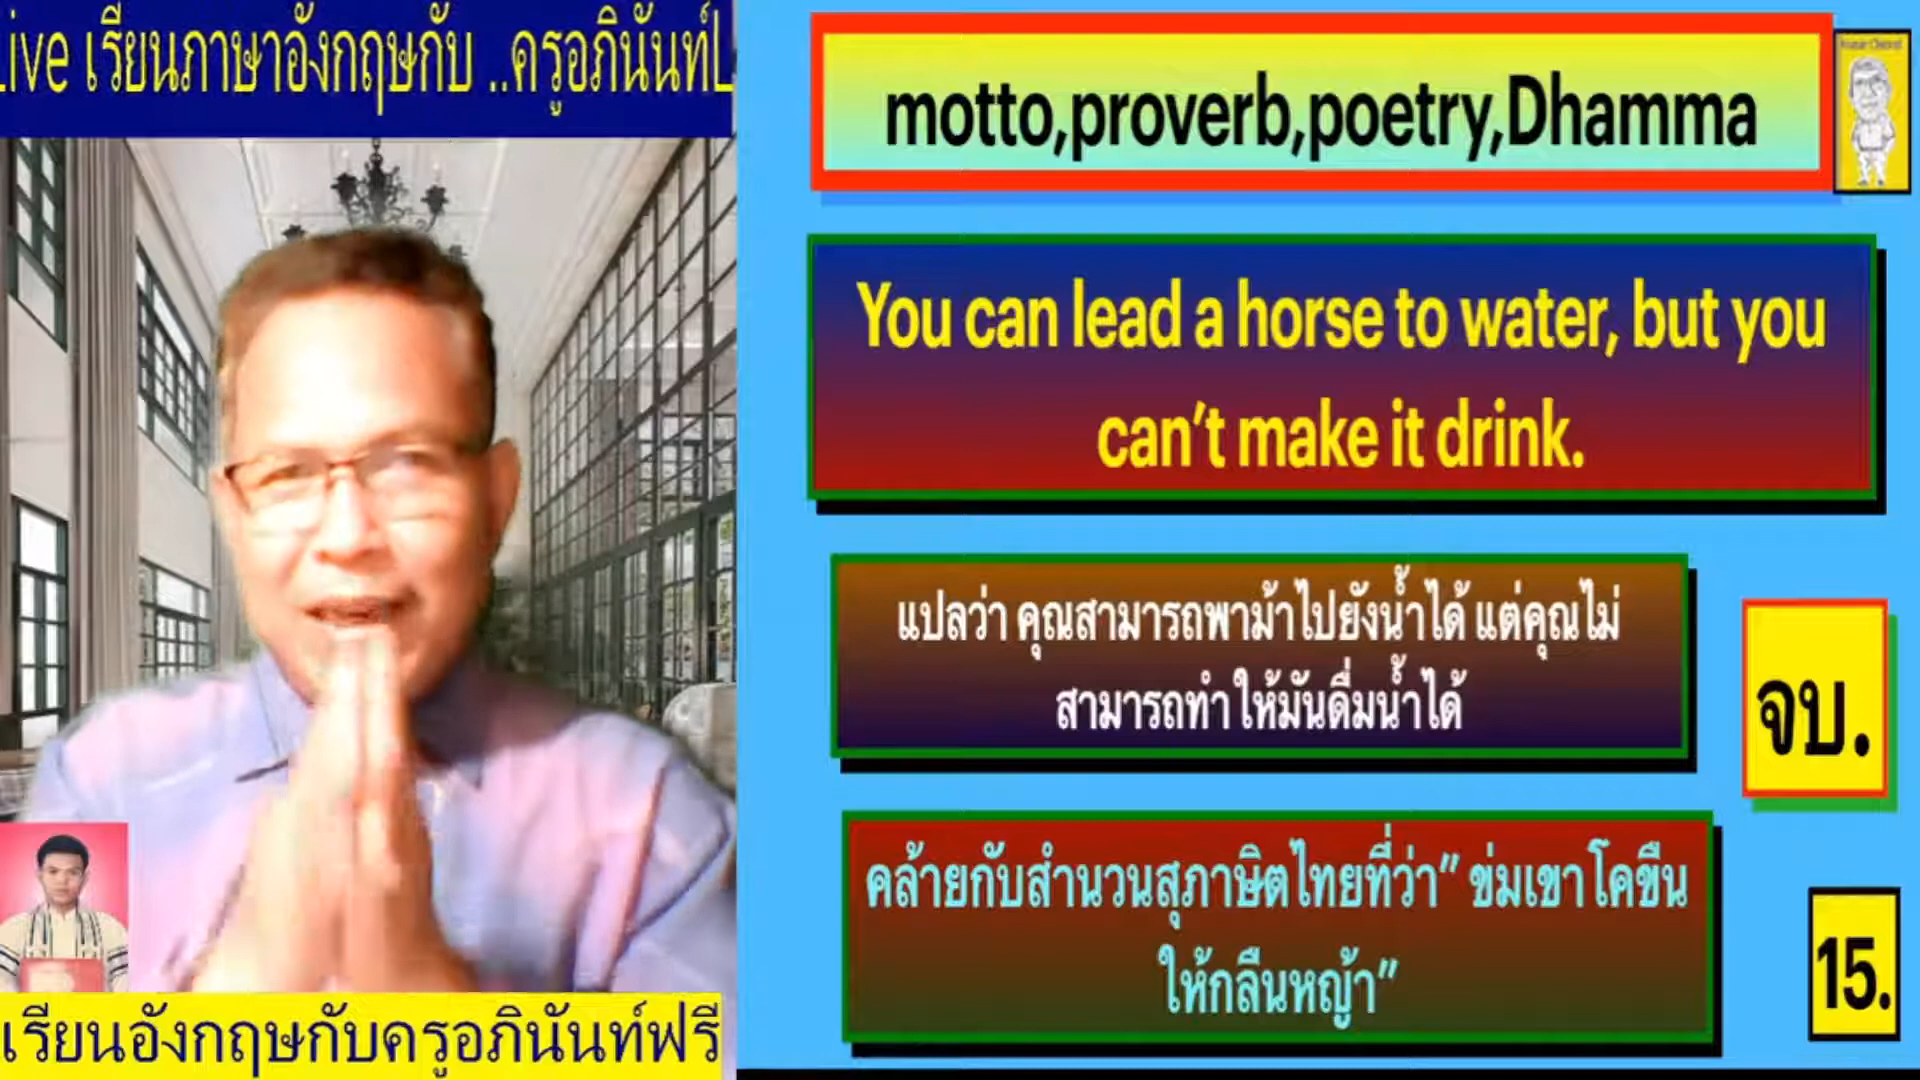 Live เรียนภาษาอังกฤษกับ ..ครูอภินันท์L
motto,proverb,poetry,Dhamma
You can lead a horse to water, but you
can't make it drink.
แปลว่า คุณสามารถพาม้าไปยังน้ำได้ แต่คุณไม่
สามารถทำให้มันดื่มน้ำได้
จบ.
คล้ายกับสำนวนสุภาษิตไทยที่ว่า” ข่มเขาโคขืน
ให้กลืนหญ้า”
15.
เรียนอังกฤษกับครูอภินันท์ฟรี